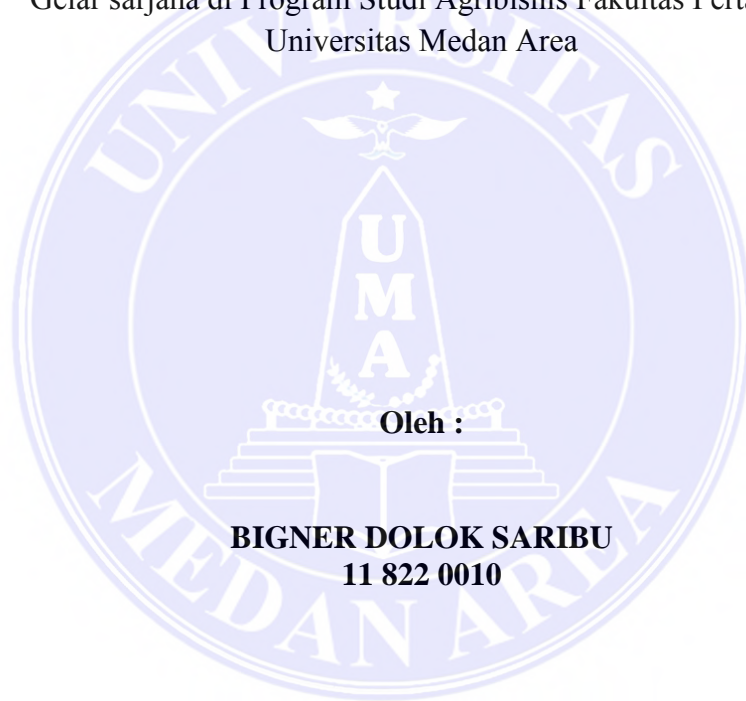 Gelar sarjana di Program Studi Agribisnis Fakultas
Universitas Medan Area
UNIVERSITAS
UMA
Oleh :
BIGNER DOLOK SARIBU
11 822 0010
MEDAN AREA